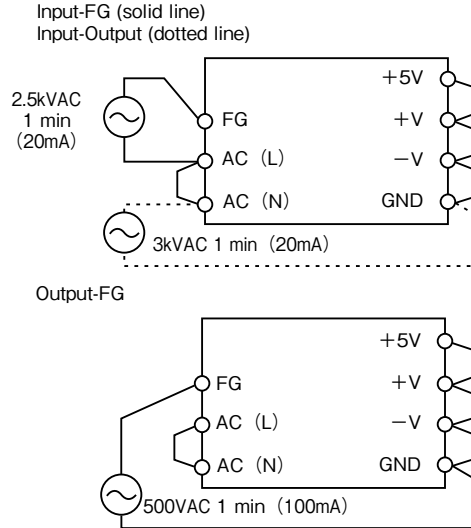 Input-FG (solid line)
Input-Output (dotted line)
2.5kVAC
1 min
(20mA)
FG
AC (L)
AC (N)
+5V
+V
−V
GND
3kVAC 1 min (20mA)
Output-FG
FG
AC (L)
AC (N)
+5V
+V
−V
GND
500VAC 1 min (100mA)